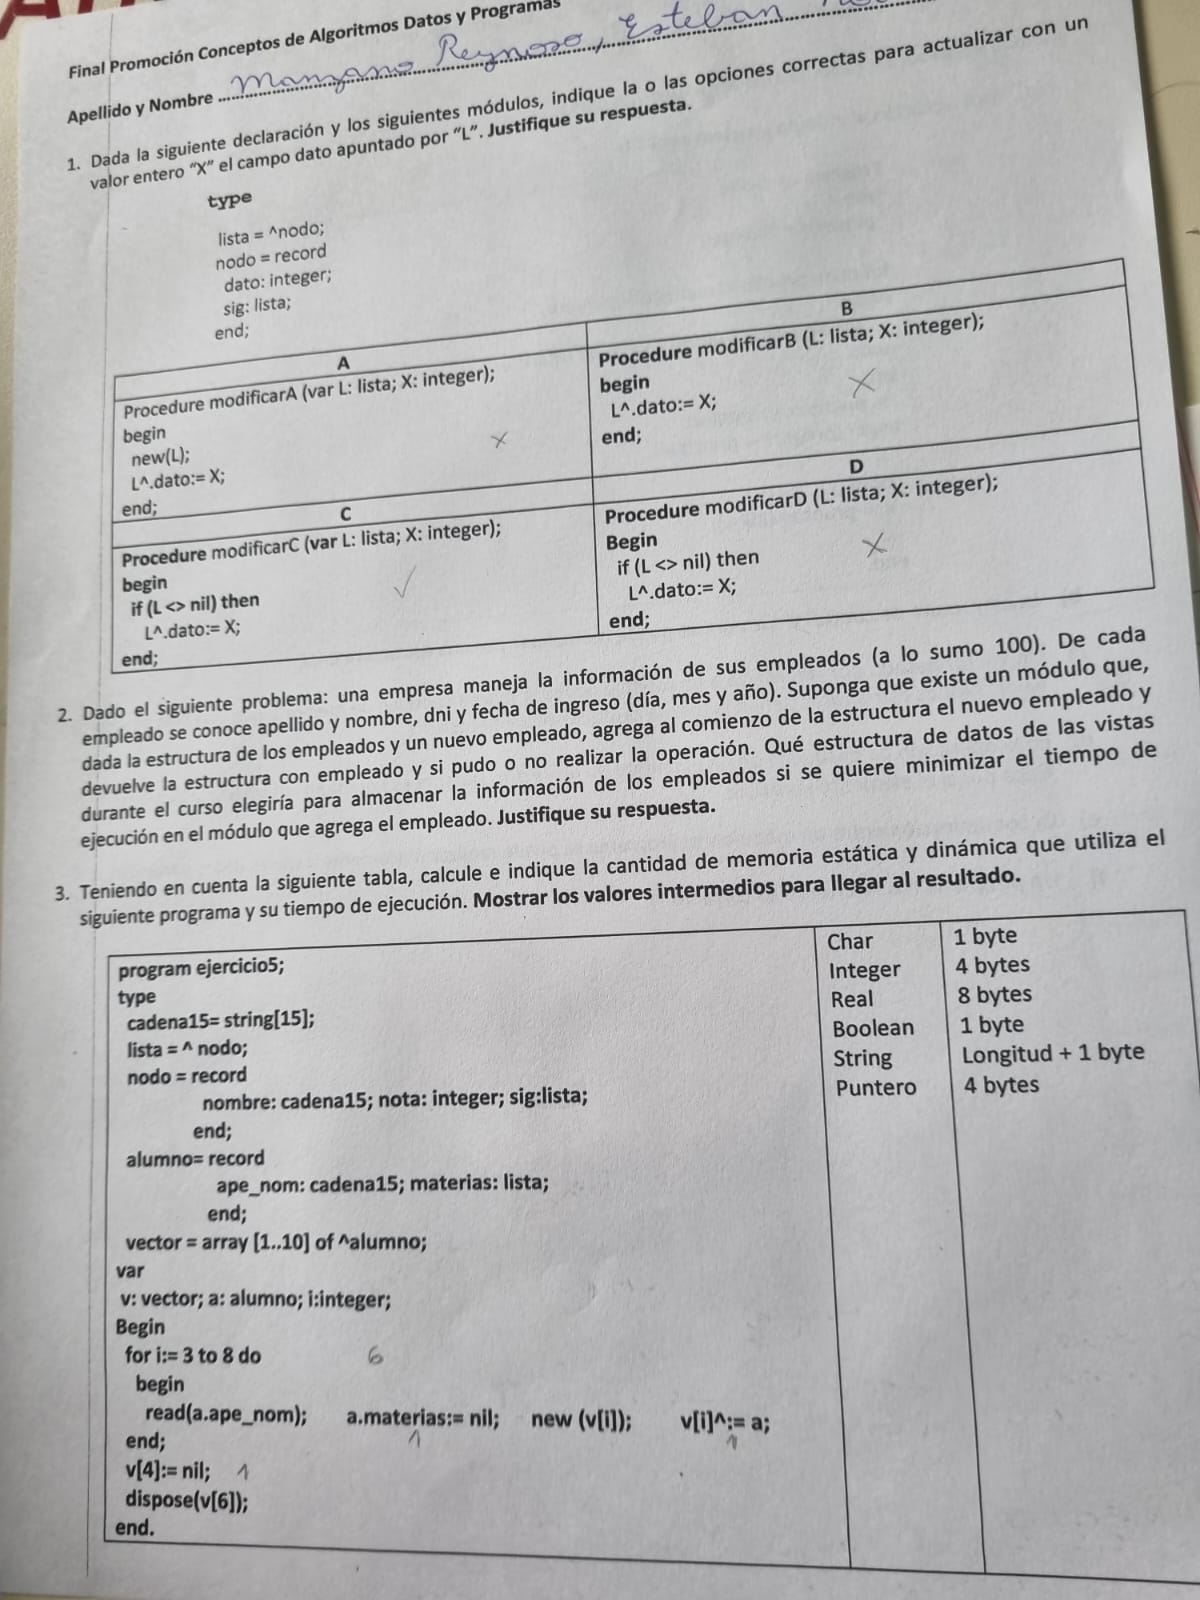 Final Promoción Conceptos de Algoritmos Datos y Programas
Apellido y Nombre Manzano Reynoso, Esteban
1. Dada la siguiente declaración y los siguientes módulos, indique la o las opciones correctas para actualizar con un
valor entero “X” el campo dato apuntado por “L”. Justifique su respuesta.
type
lista = ^nodo;
nodo = record
dato: integer;
sig: lista;
end;
A
Procedure modificarA (var L: lista; X: integer);
begin
new(L);
L^.dato:= X;
end;
X
B
Procedure modificarB (L: lista; X: integer);
begin
L^.dato:= X;
end;
X
C
Procedure modificarC (var L: lista; X: integer);
begin
if (L <> nil) then
L^.dato:= X;
end;
✓
D
Procedure modificarD (L: lista; X: integer);
Begin
if (L <> nil) then
L^.dato:= X;
end;
X
2. Dado el siguiente problema: una empresa maneja la información de sus empleados (a lo sumo 100). De cada
empleado se conoce apellido y nombre, dni y fecha de ingreso (día, mes y año). Suponga que existe un módulo que,
dada la estructura de los empleados y un nuevo empleado, agrega al comienzo de la estructura el nuevo empleado y
devuelve la estructura con empleado y si pudo o no realizar la operación. Qué estructura de datos de las vistas
durante el curso elegiría para almacenar la información de los empleados si se quiere minimizar el tiempo de
ejecución en el módulo que agrega el empleado. Justifique su respuesta.
3. Teniendo en cuenta la siguiente tabla, calcule e indique la cantidad de memoria estática y dinámica que utiliza el
siguiente programa y su tiempo de ejecución. Mostrar los valores intermedios para llegar al resultado.
program ejercicio5;
type
cadena15= string[15];
lista = ^ nodo;
nodo = record
nombre: cadena15; nota: integer; sig:lista;
end;
alumno= record
ape_nom: cadena15; materias: lista;
end;
vector = array [1..10] of ^alumno;
var
v: vector; a: alumno; i:integer;
Begin
for i:= 3 to 8 do 6
begin
read(a.ape_nom); a.materias:= nil; new (v[i]); v[i]^:= a;
1 1
end;
v[4]:= nil; 1
dispose(v[6]);
end.
Char 1 byte
Integer 4 bytes
Real 8 bytes
Boolean 1 byte
String Longitud + 1 byte
Puntero 4 bytes